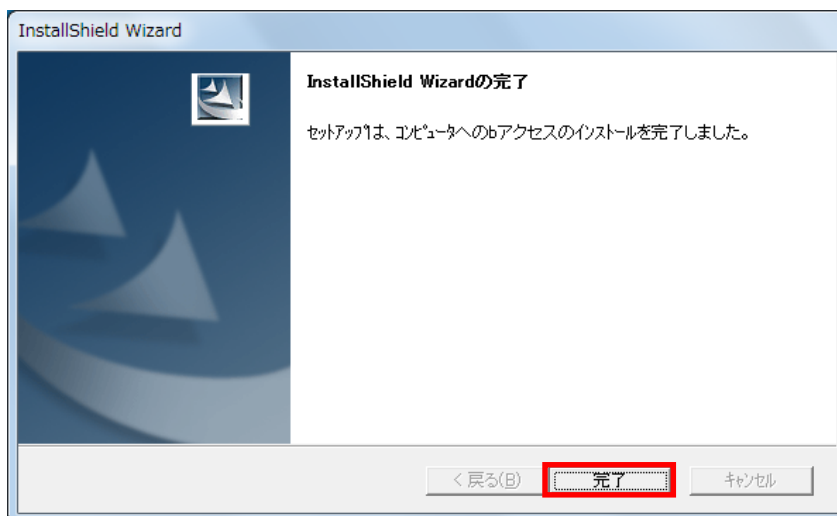 InstallShield Wizard
InstallShield Wizardの完了
セットアップは、コンピュータへのbアクセスのインストールを完了しました。
< 戻る(B)
完了
キャンセル